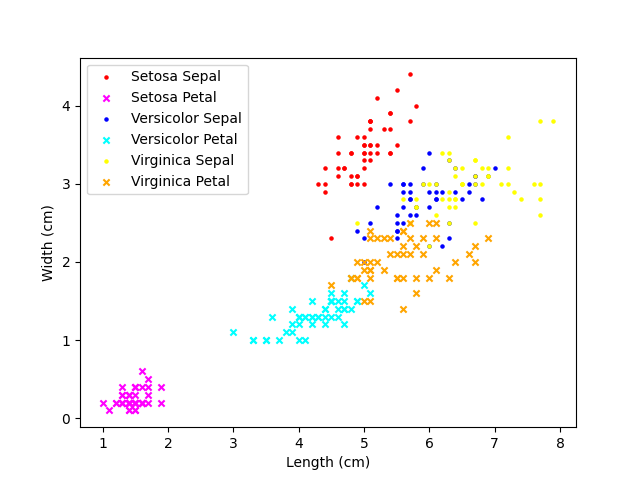 Setosa Sepal
Setosa Petal
Versicolor Sepal
Versicolor Petal
Virginica Sepal
Virginica Petal
Width (cm)
4
3
2
1
0
1 2 3 4 5 6 7 8
Length (cm)